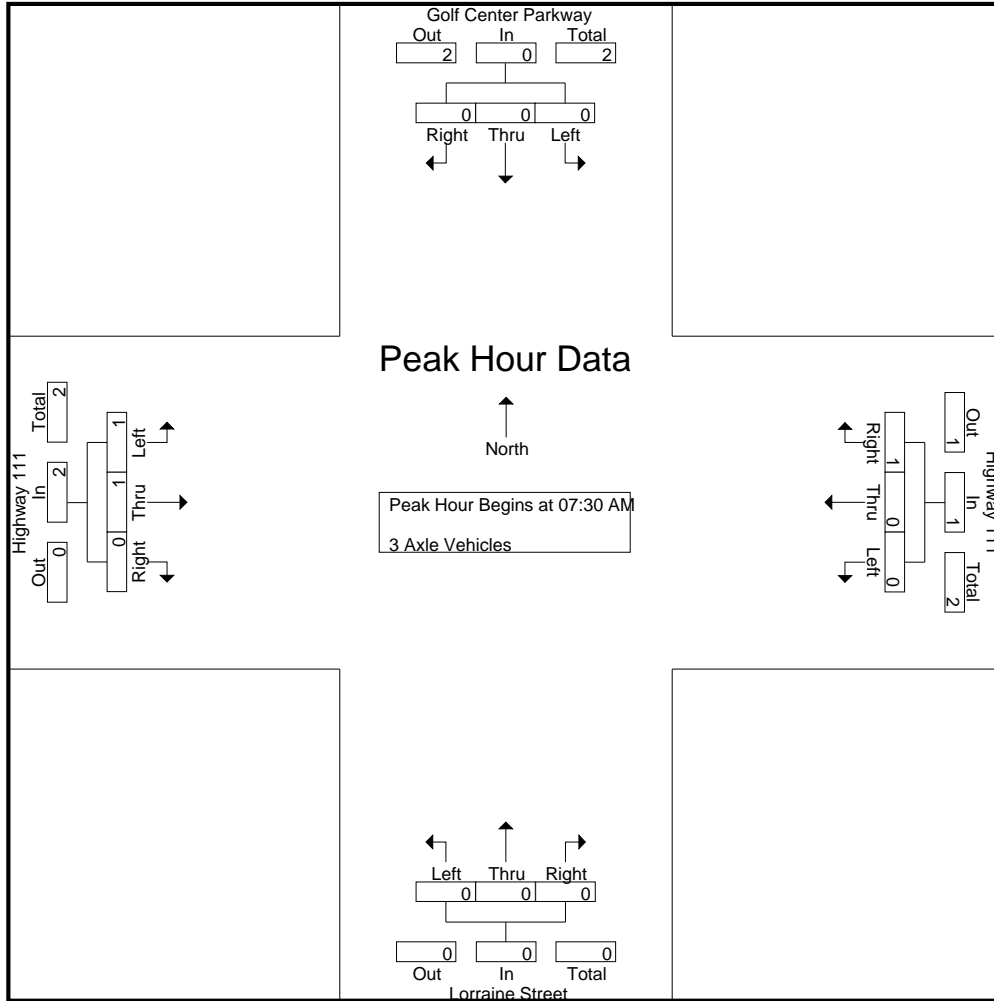 Golf Center Parkway
Out In Total
2 0 2
0 0 0
Right Thru Left
Peak Hour Data
North
Peak Hour Begins at 07:30 AM
3 Axle Vehicles
Highway 111
Total In Out
2 2 0
1 1 0
Left Thru Right
Highway 111
Out In Total
1 1 2
1 0 0
Right Thru Left
Left Thru Right
0 0 0
0 0 0
Out In Total
Lorraine Street